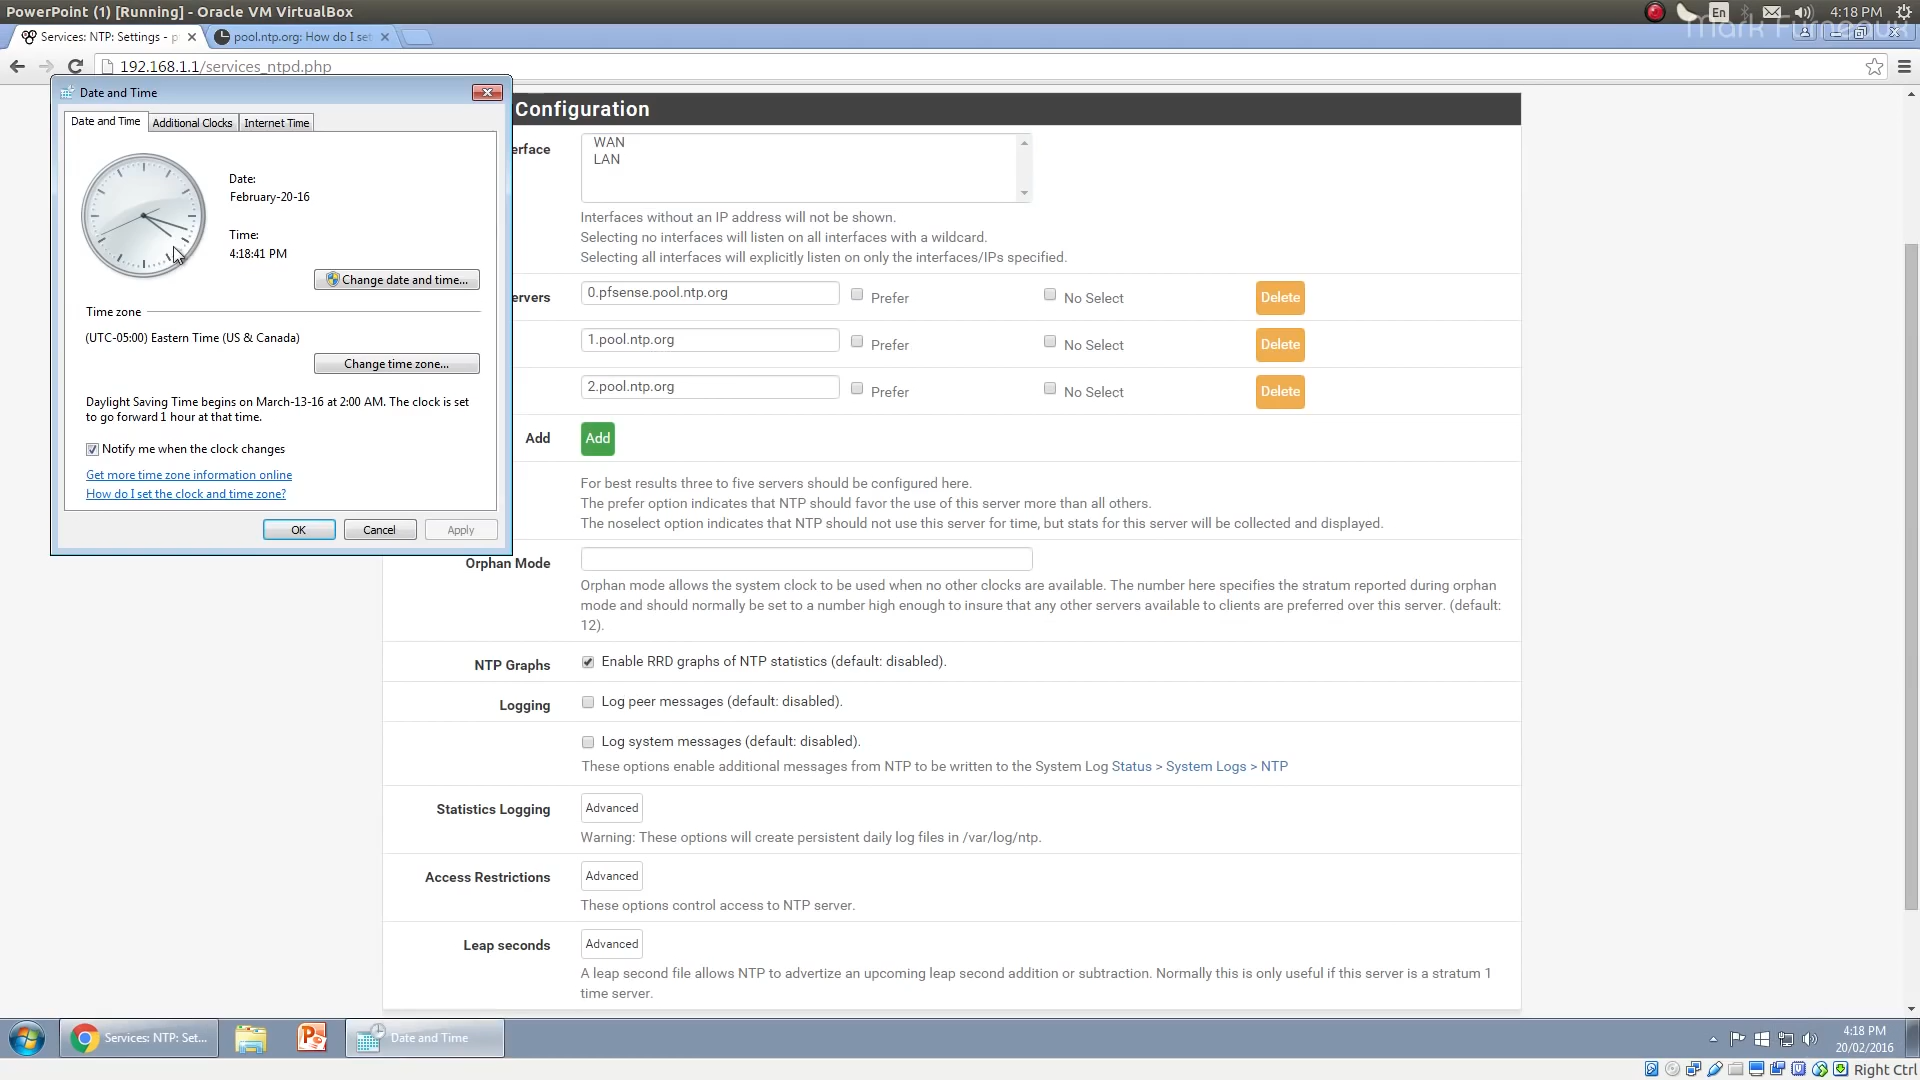 PowerPoint (1) [Running] - Oracle VM VirtualBox
En
4:18 PM
Mark Furneaux
Services: NTP: Settings - p
pool.ntp.org: How do I set
192.168.1.1/services_ntpd.php
Date and Time
Date and Time
Additional Clocks
Internet Time
Date:
February-20-16
Time:
4:18:41 PM
Change date and time...
Time zone
(UTC-05:00) Eastern Time (US & Canada)
Change time zone...
Daylight Saving Time begins on March-13-16 at 2:00 AM. The clock is set
to go forward 1 hour at that time.
Notify me when the clock changes
Get more time zone information online
How do I set the clock and time zone?
OK
Cancel
Apply
Configuration
erface
WAN
LAN
Interfaces without an IP address will not be shown.
Selecting no interfaces will listen on all interfaces with a wildcard.
Selecting all interfaces will explicitly listen on only the interfaces/IPs specified.
ervers
0.pfsense.pool.ntp.org
Prefer
No Select
Delete
1.pool.ntp.org
Prefer
No Select
Delete
2.pool.ntp.org
Prefer
No Select
Delete
Add
Add
For best results three to five servers should be configured here.
The prefer option indicates that NTP should favor the use of this server more than all others.
The noselect option indicates that NTP should not use this server for time, but stats for this server will be collected and displayed.
Orphan Mode
Orphan mode allows the system clock to be used when no other clocks are available. The number here specifies the stratum reported during orphan
mode and should normally be set to a number high enough to insure that any other servers available to clients are preferred over this server. (default:
12).
NTP Graphs
Enable RRD graphs of NTP statistics (default: disabled).
Logging
Log peer messages (default: disabled).
Log system messages (default: disabled).
These options enable additional messages from NTP to be written to the System Log Status > System Logs > NTP
Statistics Logging
Advanced
Warning: These options will create persistent daily log files in /var/log/ntp.
Access Restrictions
Advanced
These options control access to NTP server.
Leap seconds
Advanced
A leap second file allows NTP to advertize an upcoming leap second addition or subtraction. Normally this is only useful if this server is a stratum 1
time server.
Services: NTP: Set...
Date and Time
4:18 PM
20/02/2016
Right Ctrl